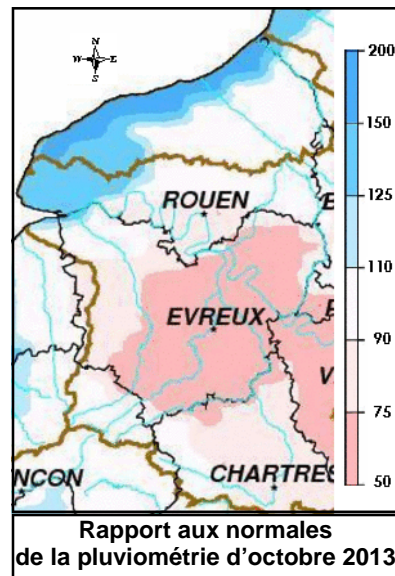 N
W E
S
200
150
125
110
90
75
50
ROUEN
EVREUX
NCON
CHARTRES
Rapport aux normales
de la pluviométrie d'octobre 2013